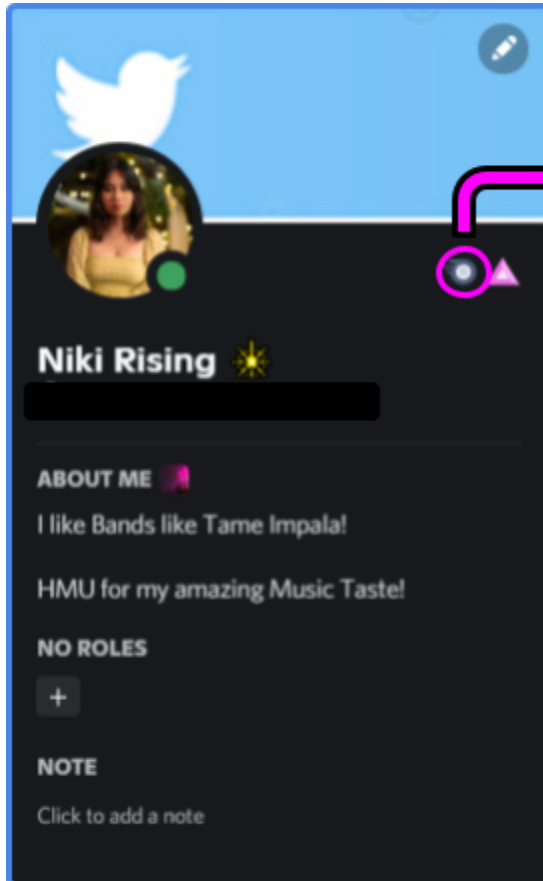 Niki Rising
ABOUT ME
I like Bands like Tame Impala!
HMU for my amazing Music Taste!
NO ROLES
+
NOTE
Click to add a note